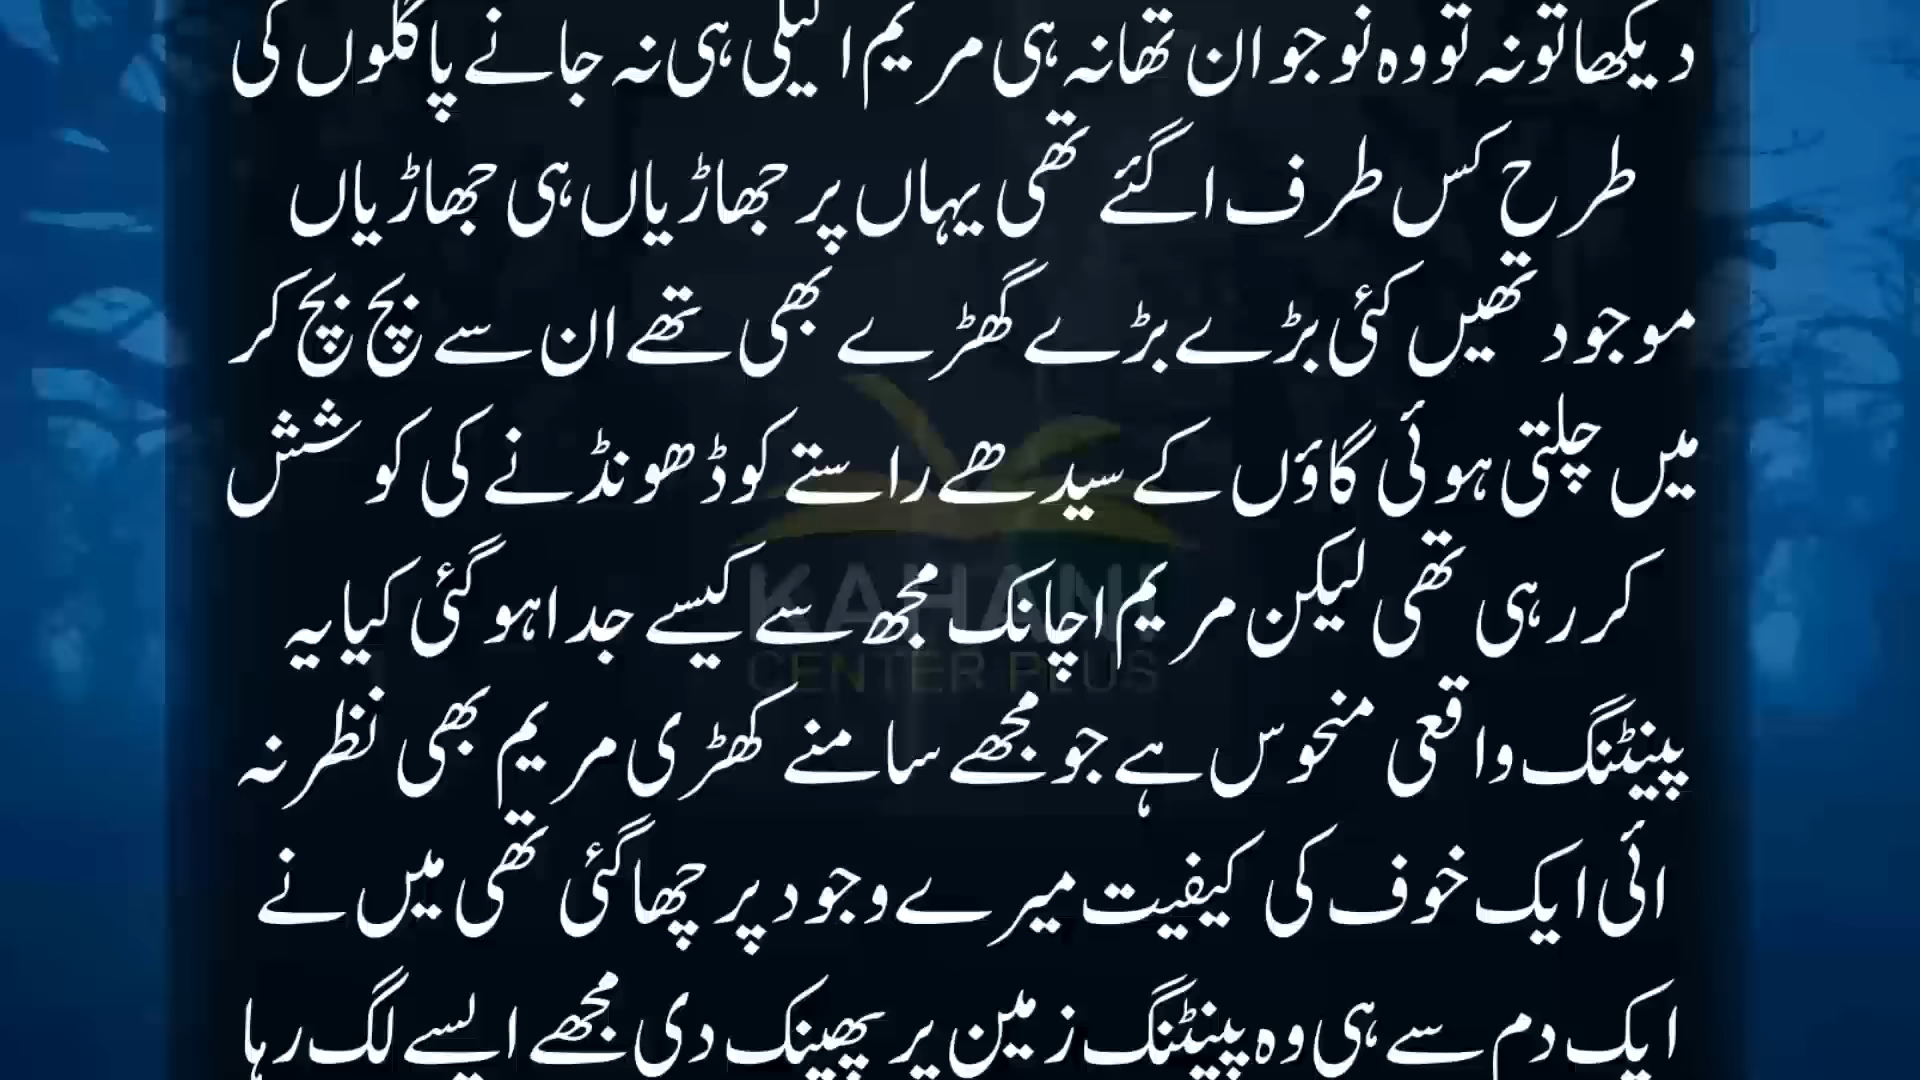 دیکھا تو نہ تو وہ نوجوان تھا نہ ہی مریم اکیلی ہی نہ جانے پاگلوں کی
طرح کس طرف اگئے تھی یہاں پر جھاڑیاں ہی جھاڑیاں
موجود تھیں کئی بڑے بڑے گھڑے بھی تھے ان سے بچ بچ کر
میں چلتی ہوئی گاؤں کے سیدھے راستے کو ڈھونڈنے کی کوشش
کر رہی تھی لیکن مریم اچانک مجھ سے کیسے جدا ہو گئی کیا یہ
پینٹنگ واقعی منحوس ہے جو مجھے سامنے کھڑی مریم بھی نظر نہ
ائی ایک خوف کی کیفیت میرے وجود پر چھا گئی تھی میں نے
ایک دم سے ہی وہ پینٹنگ زمین پر پھینک دی مجھے ایسے لگ رہا
KAHANI
CENTER PLUS